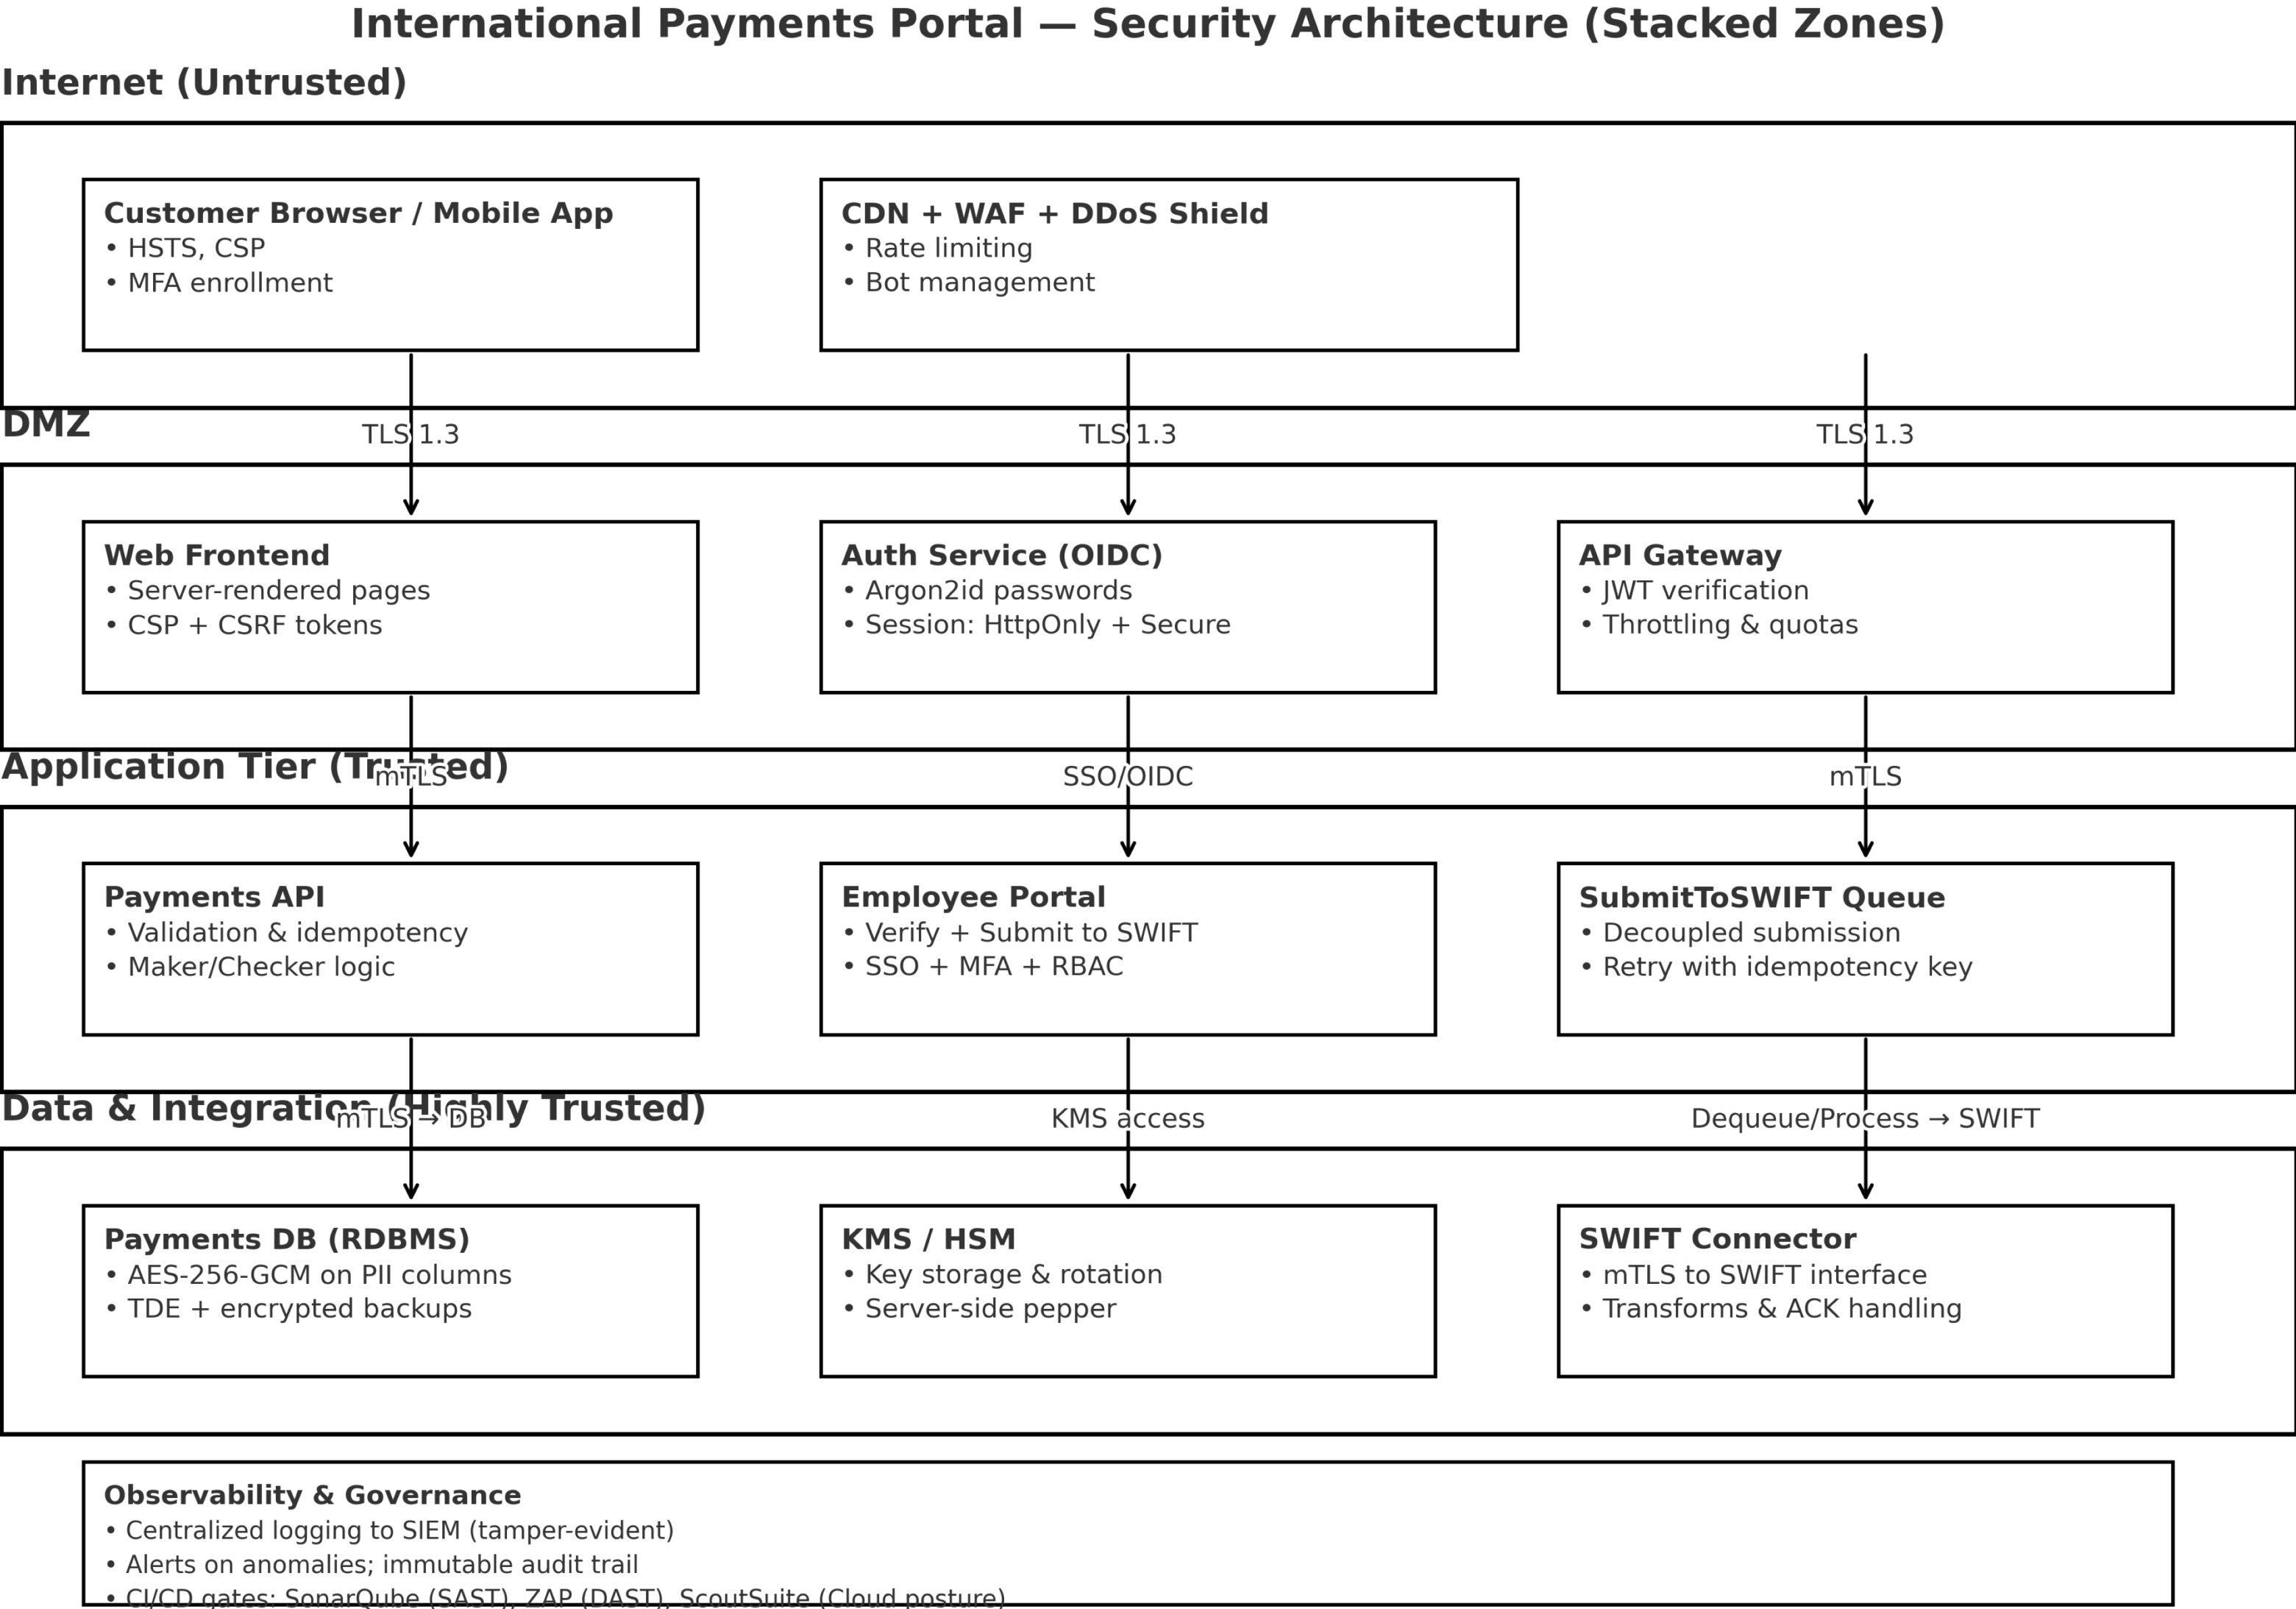 International Payments Portal — Security Architecture (Stacked Zones)
Internet (Untrusted)
Customer Browser / Mobile App
• HSTS, CSP
• MFA enrollment
CDN + WAF + DDoS Shield
• Rate limiting
• Bot management
DMZ
TLS 1.3
TLS 1.3
TLS 1.3
Web Frontend
• Server-rendered pages
• CSP + CSRF tokens
Auth Service (OIDC)
• Argon2id passwords
• Session: HttpOnly + Secure
API Gateway
• JWT verification
• Throttling & quotas
Application Tier (Trusted)
mTLS
SSO/OIDC
mTLS
Payments API
• Validation & idempotency
• Maker/Checker logic
Employee Portal
• Verify + Submit to SWIFT
• SSO + MFA + RBAC
SubmitToSWIFT Queue
• Decoupled submission
• Retry with idempotency key
Data & Integration (Highly Trusted)
mTLS → DB
KMS access
Dequeue/Process → SWIFT
Payments DB (RDBMS)
• AES-256-GCM on PII columns
• TDE + encrypted backups
KMS / HSM
• Key storage & rotation
• Server-side pepper
SWIFT Connector
• mTLS to SWIFT interface
• Transforms & ACK handling
Observability & Governance
• Centralized logging to SIEM (tamper-evident)
• Alerts on anomalies; immutable audit trail
• CI/CD gates: SonarQube (SAST), ZAP (DAST), ScoutSuite (Cloud posture)